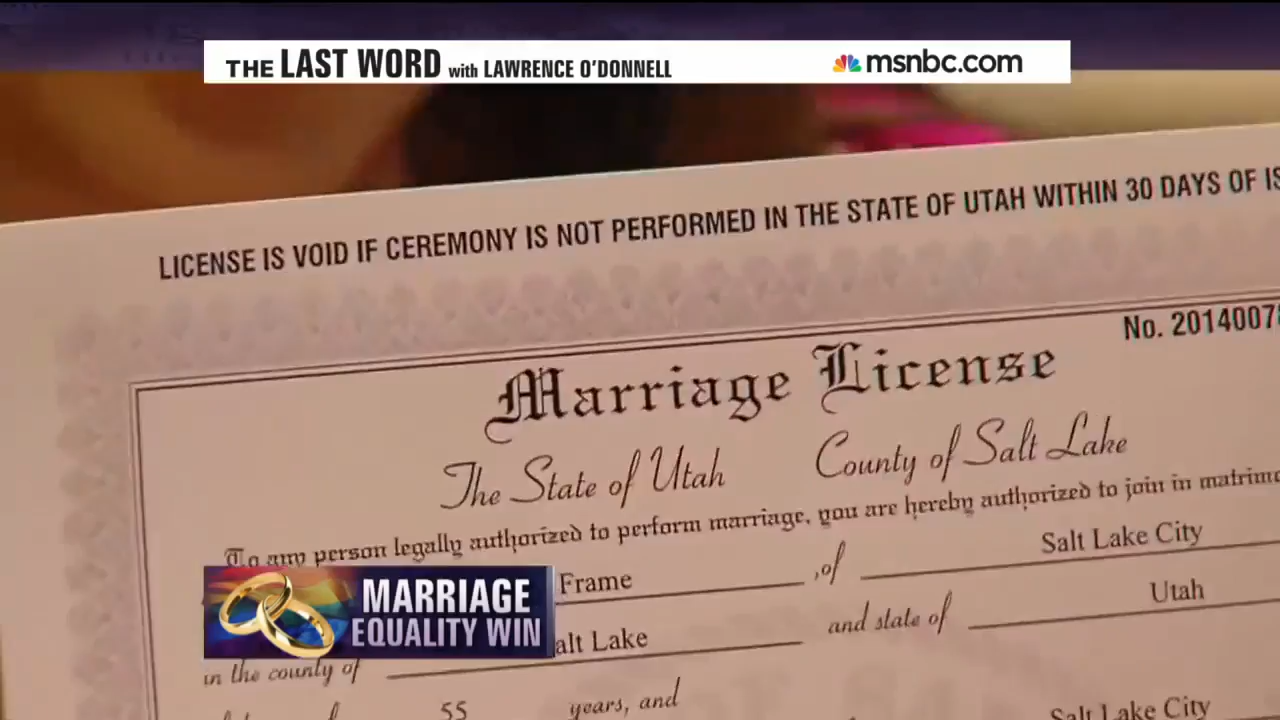 THE LAST WORD with LAWRENCE O'DONNELL msnbc.com
LICENSE IS VOID IF CEREMONY IS NOT PERFORMED IN THE STATE OF UTAH WITHIN 30 DAYS OF
No. 2014007
Marriage License
The State of Utah County of Salt Lake
To any person legally authorized to perform marriage, you are hereby authorized to join in
Frame , of Salt Lake City
MARRIAGE
EQUALITY WIN
alt Lake and state of Utah
in the county of
55 years, and Salt Lake City